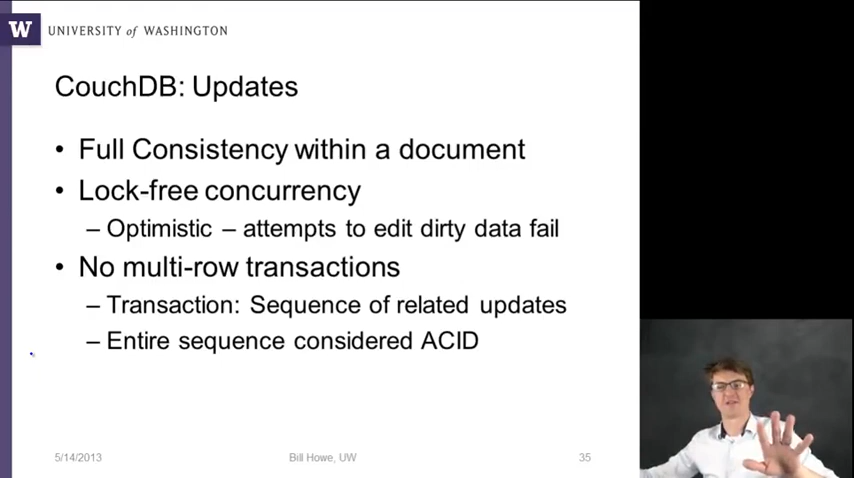 W UNIVERSITY of WASHINGTON
CouchDB: Updates
• Full Consistency within a document
• Lock-free concurrency
– Optimistic – attempts to edit dirty data fail
• No multi-row transactions
– Transaction: Sequence of related updates
– Entire sequence considered ACID
5/14/2013 Bill Howe, UW 35